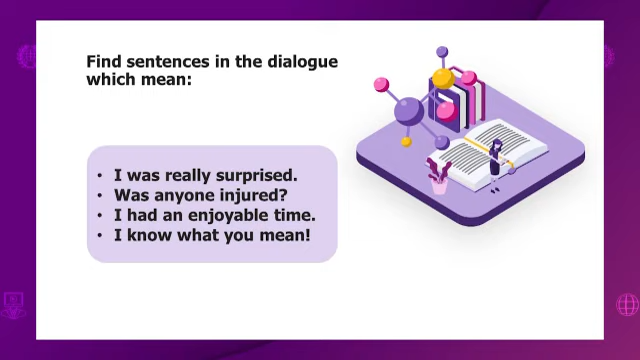 Find sentences in the dialogue
which mean:
• I was really surprised.
• Was anyone injured?
• I had an enjoyable time.
• I know what you mean!